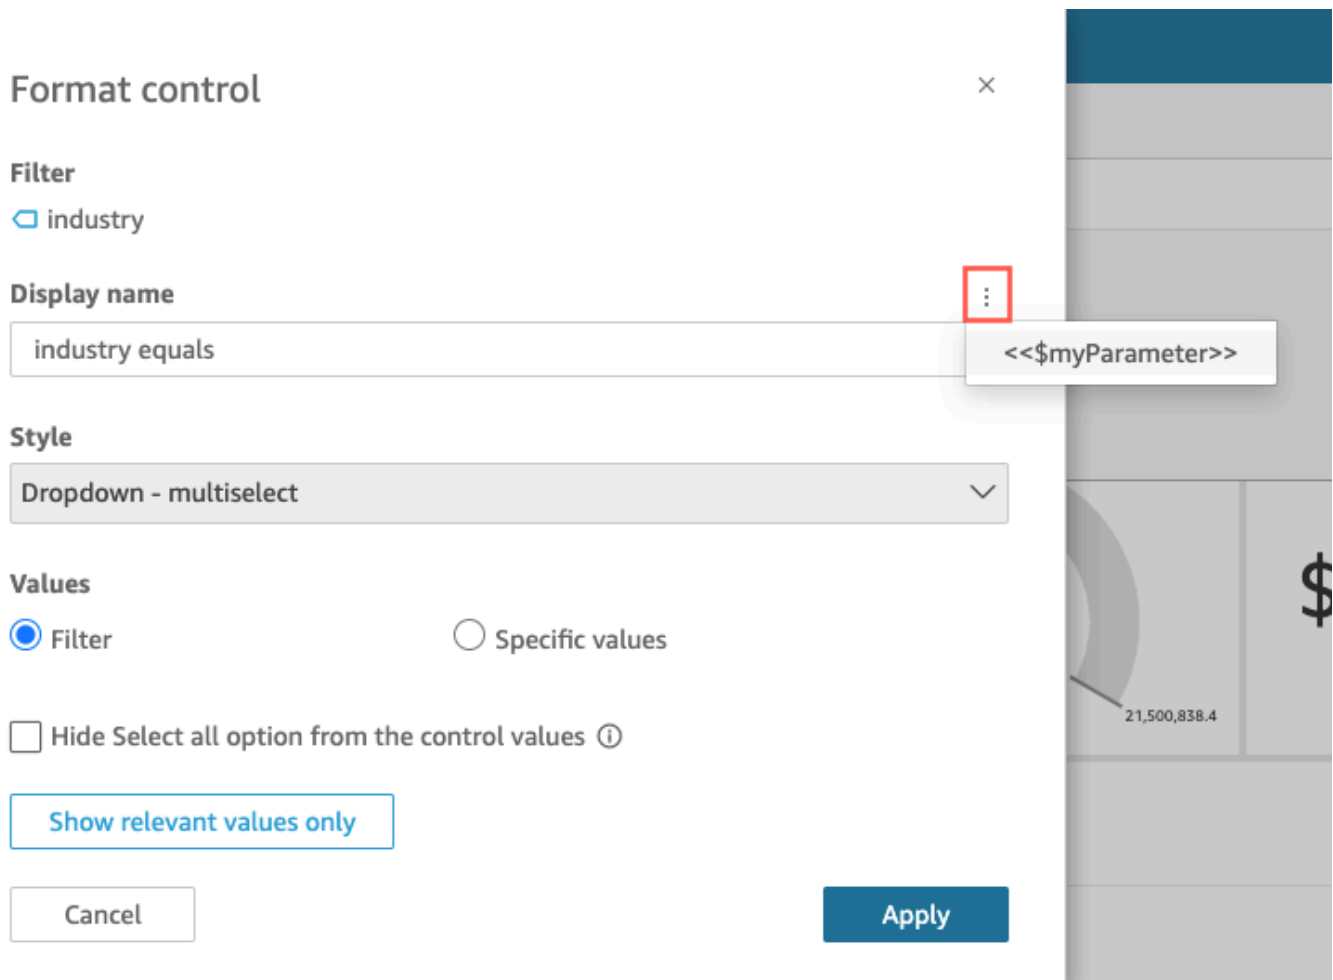 Format control
Filter
industry
Display name
industry equals
<<$myParameter>>
Style
Dropdown - multiselect
Values
Filter
Specific values
Hide Select all option from the control values
Show relevant values only
Cancel
Apply
$
21,500,838.4